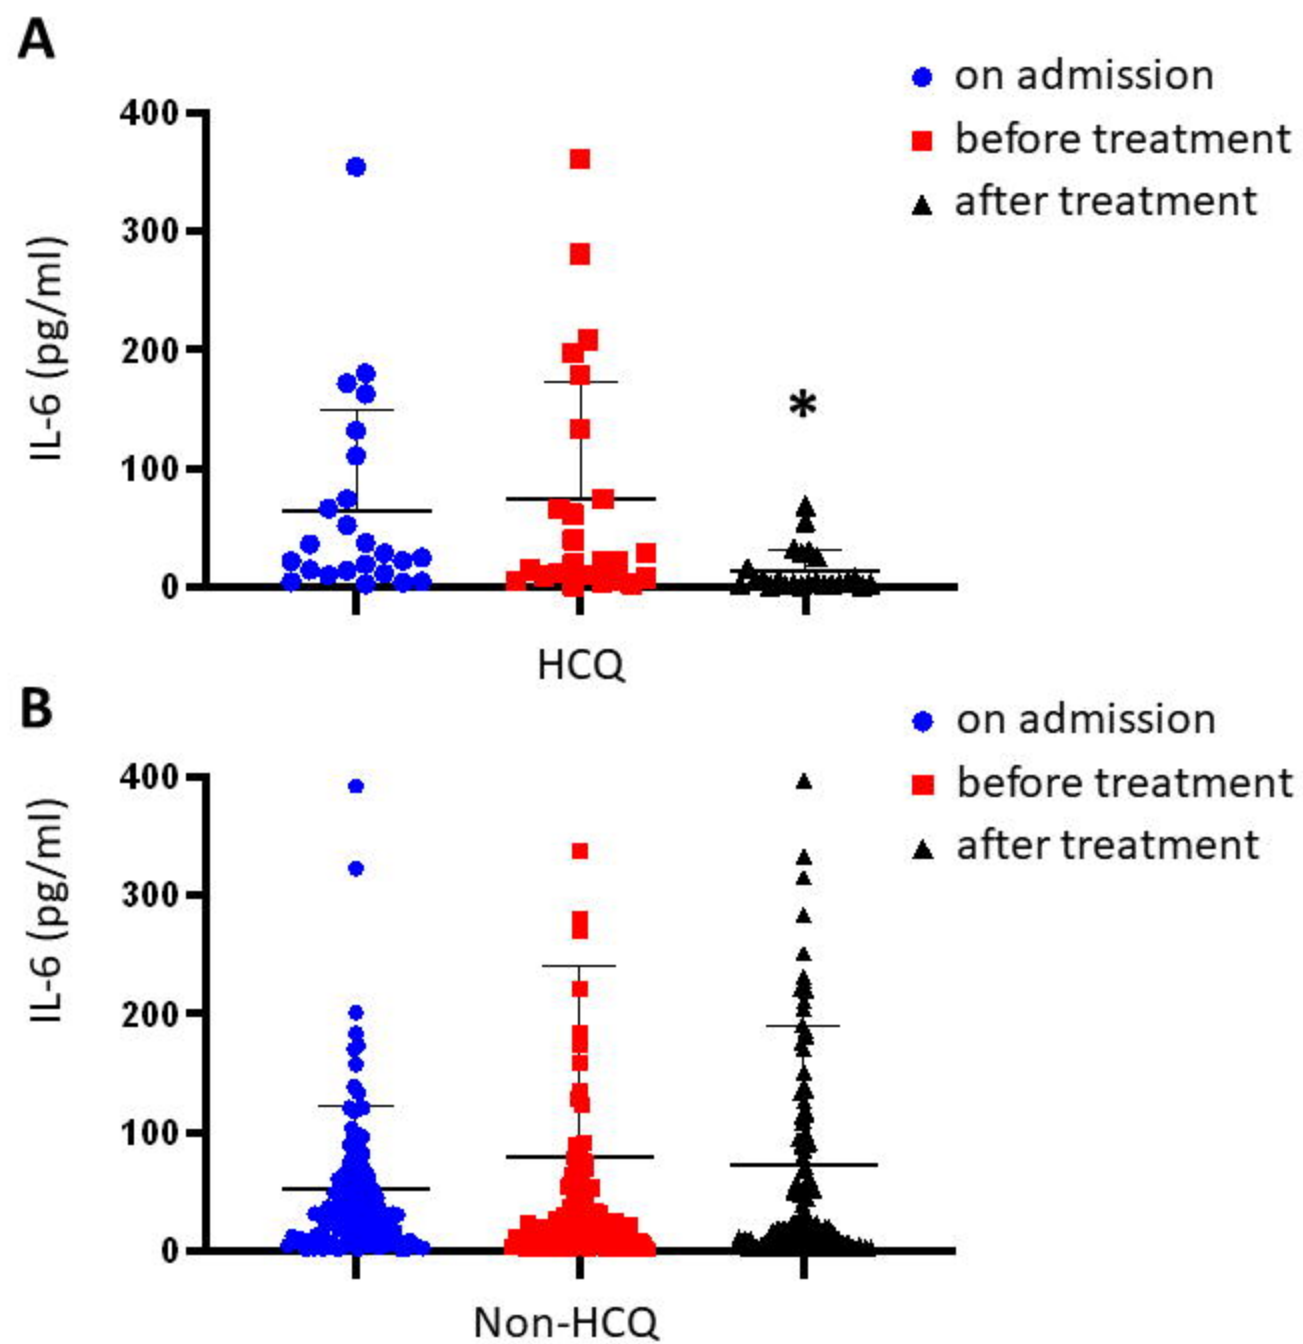 A
on admission
before treatment
after treatment
IL-6 (pg/ml)
400
300
200
100
0
*
HCQ
B
on admission
before treatment
after treatment
IL-6 (pg/ml)
400
300
200
100
0
Non-HCQ